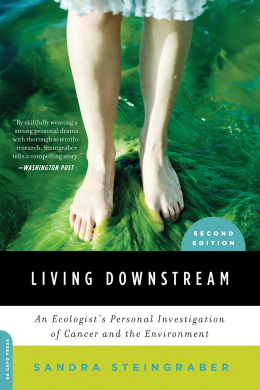 "By skillfully weaving a
strong personal drama
with thorough scientific
research, Steingraber
tells a compelling story."
—WASHINGTON POST
SECOND
EDITION
LIVING DOWNSTREAM
An Ecologist's Personal Investigation
of Cancer and the Environment
SANDRA STEINGRABER
DA CAPO PRESS